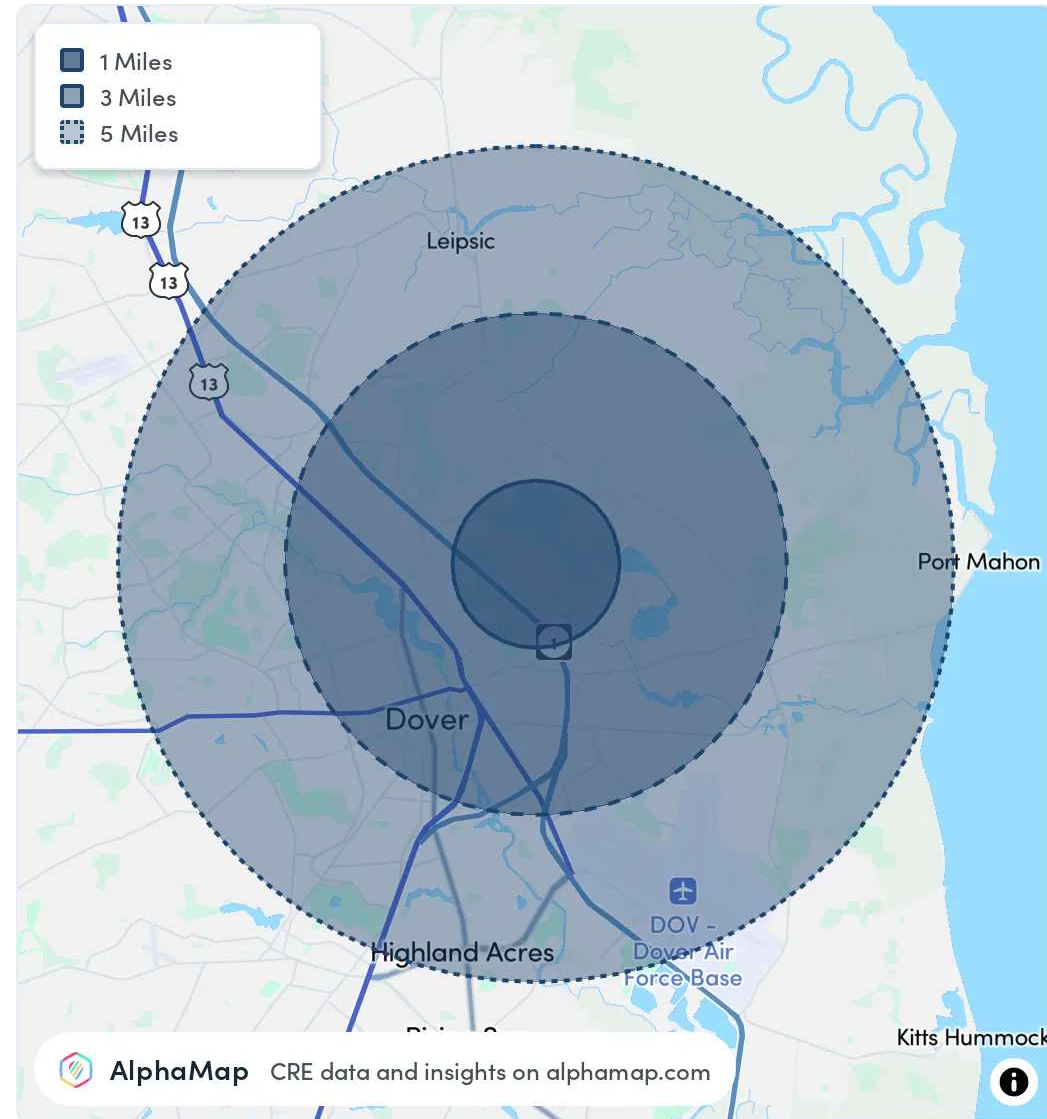 1 Miles
3 Miles
5 Miles
13
13
13
Leipsic
Port Mahon
1
Dover
DOV -
Dover Air
Force Base
Highland Acres
Kitts Hummock
AlphaMap CRE data and insights on alphamap.com